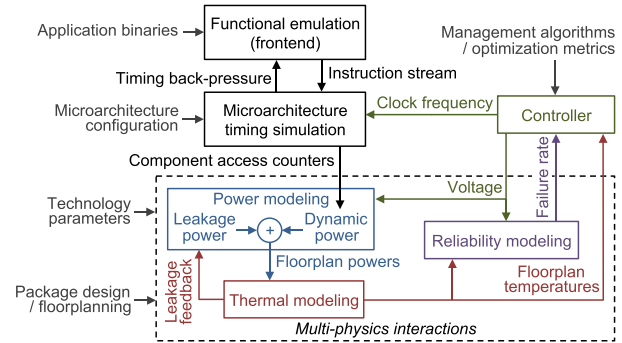 Application binaries
Functional emulation
(frontend)
Management algorithms
/ optimization metrics
Timing back-pressure
Instruction stream
Microarchitecture
configuration
Microarchitecture
timing simulation
Clock frequency
Controller
Component access counters
Technology
parameters
Power modeling
Leakage
power
+
Dynamic
power
Voltage
Failure rate
Reliability modeling
Floorplan powers
Package design
/ floorplanning
Leakage
feedback
Thermal modeling
Floorplan
temperatures
Multi-physics interactions